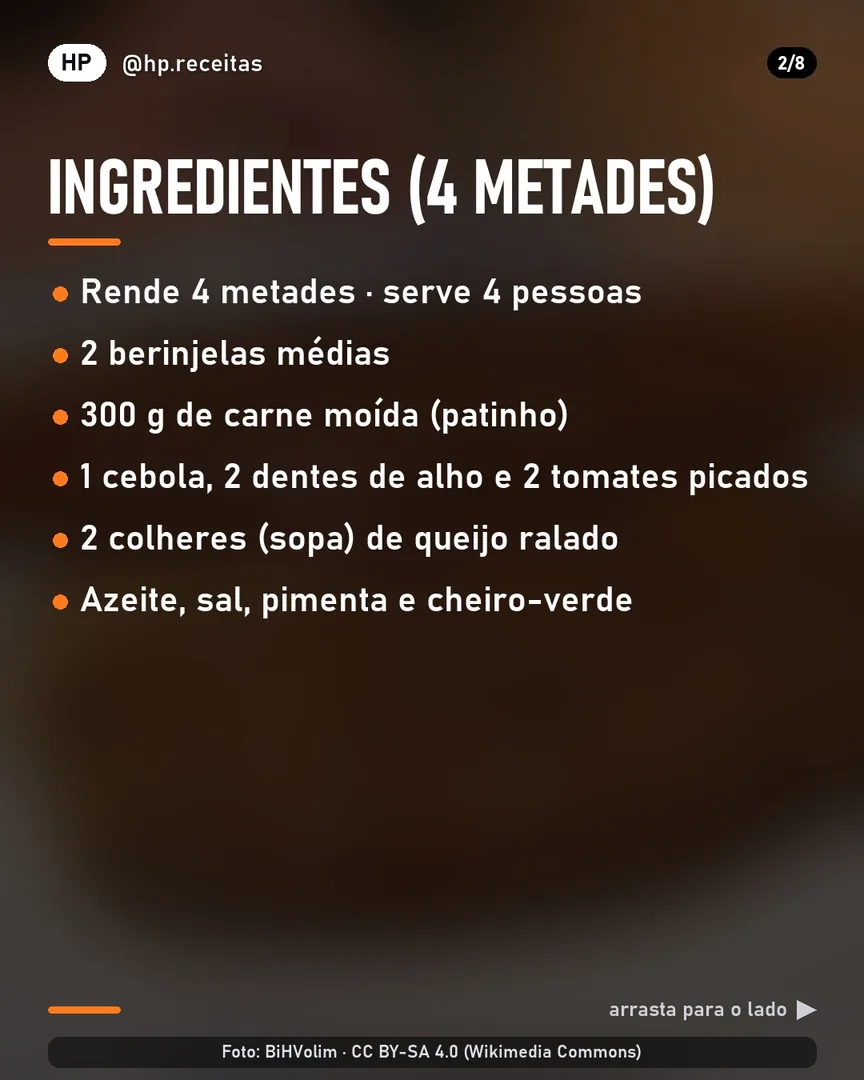 HP @hp.receitas 2/8
INGREDIENTES (4 METADES)
Rende 4 metades · serve 4 pessoas
2 berinjelas médias
300 g de carne moída (patinho)
1 cebola, 2 dentes de alho e 2 tomates picados
2 colheres (sopa) de queijo ralado
Azeite, sal, pimenta e cheiro-verde
arrasta para o lado ▶
Foto: BiHVolim · CC BY-SA 4.0 (Wikimedia Commons)